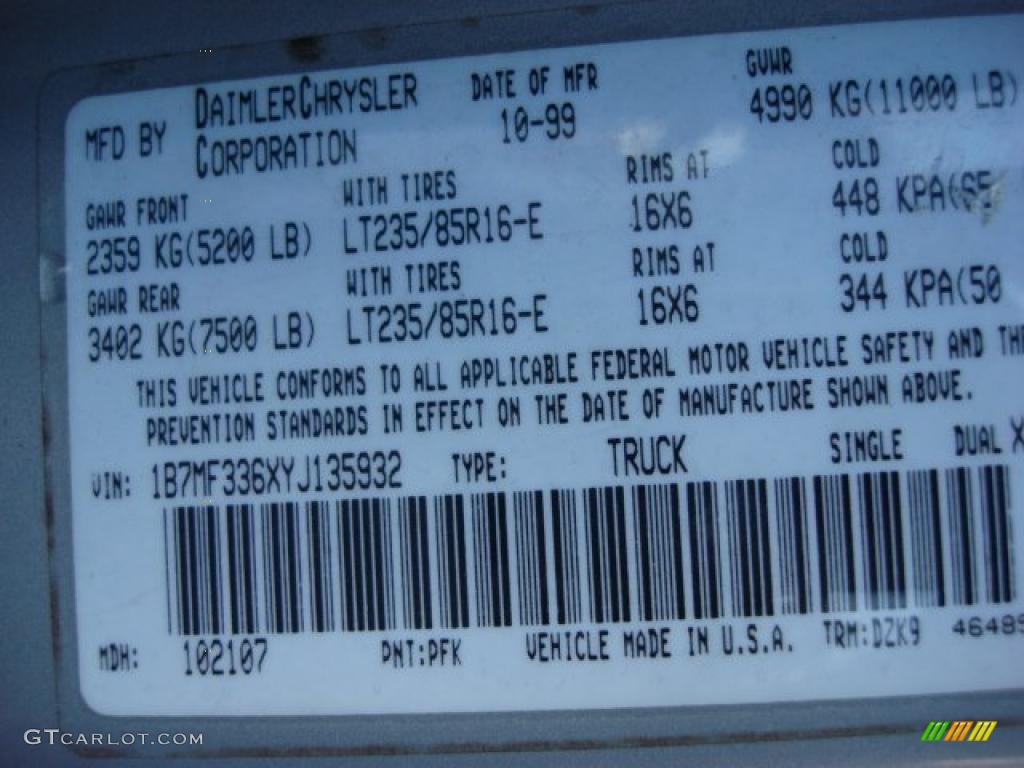 MFD BY DAIMLERCHRYSLER CORPORATION DATE OF MFR 10-99 GVWR 4990 KG(11000 LB)
GAWR FRONT WITH TIRES RIMS AT COLD
2359 KG(5200 LB) LT235/85R16-E 16X6 448 KPA(65
GAWR REAR WITH TIRES RIMS AT COLD
3402 KG(7500 LB) LT235/85R16-E 16X6 344 KPA(50
THIS VEHICLE CONFORMS TO ALL APPLICABLE FEDERAL MOTOR VEHICLE SAFETY AND
PREVENTION STANDARDS IN EFFECT ON THE DATE OF MANUFACTURE SHOWN ABOVE.
VIN: 1B7MF336XYJ135932 TYPE: TRUCK SINGLE DUAL X
MDH: 102107 PNT:PFK VEHICLE MADE IN U.S.A. TRM:DZK9 46485
GTCARLOT.COM